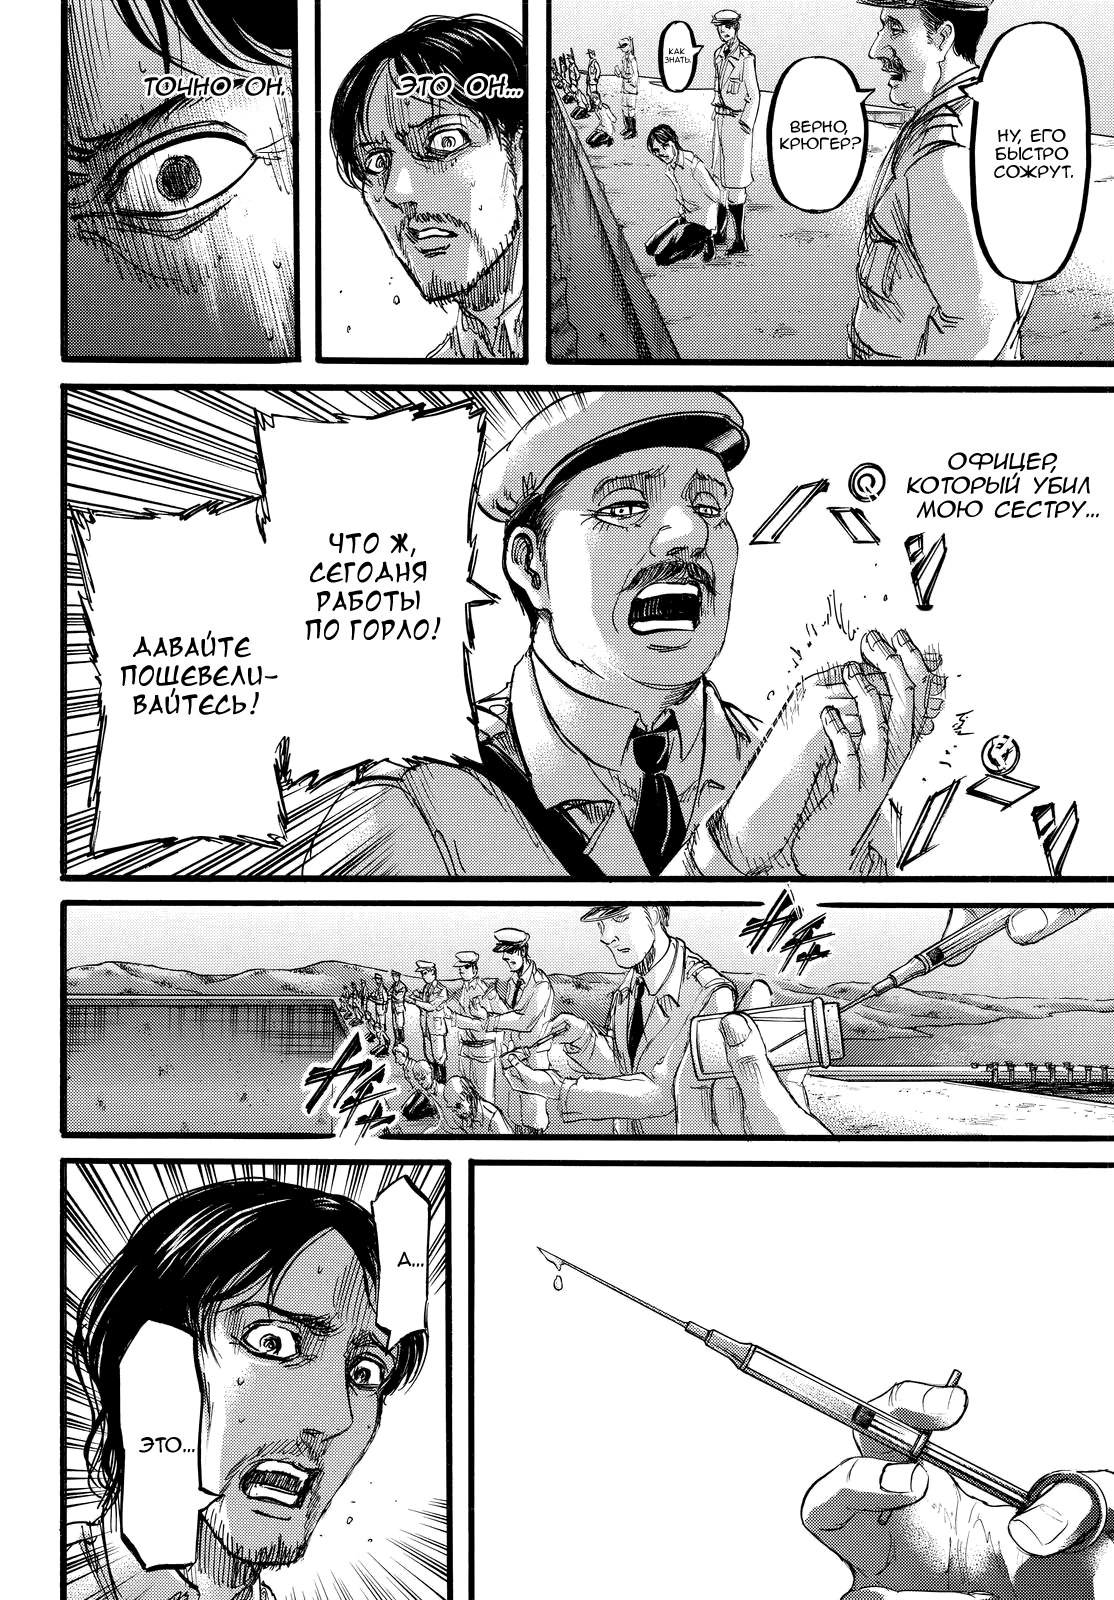 НУ, ЕГО
БЫСТРО
СОЖРУТ.
ВЕРНО,
КРЮГЕР?
КАК
ЗНАТЬ.
ЭТО ОН...
ТОЧНО ОН.
ОФИЦЕР,
КОТОРЫЙ УБИЛ
МОЮ СЕСТРУ...
ЧТО Ж,
СЕГОДНЯ
РАБОТЫ
ПО ГОРЛО!
ДАВАЙТЕ
ПОШЕВЕЛИ-
ВАЙТЕСЬ!
А...
ЭТО...